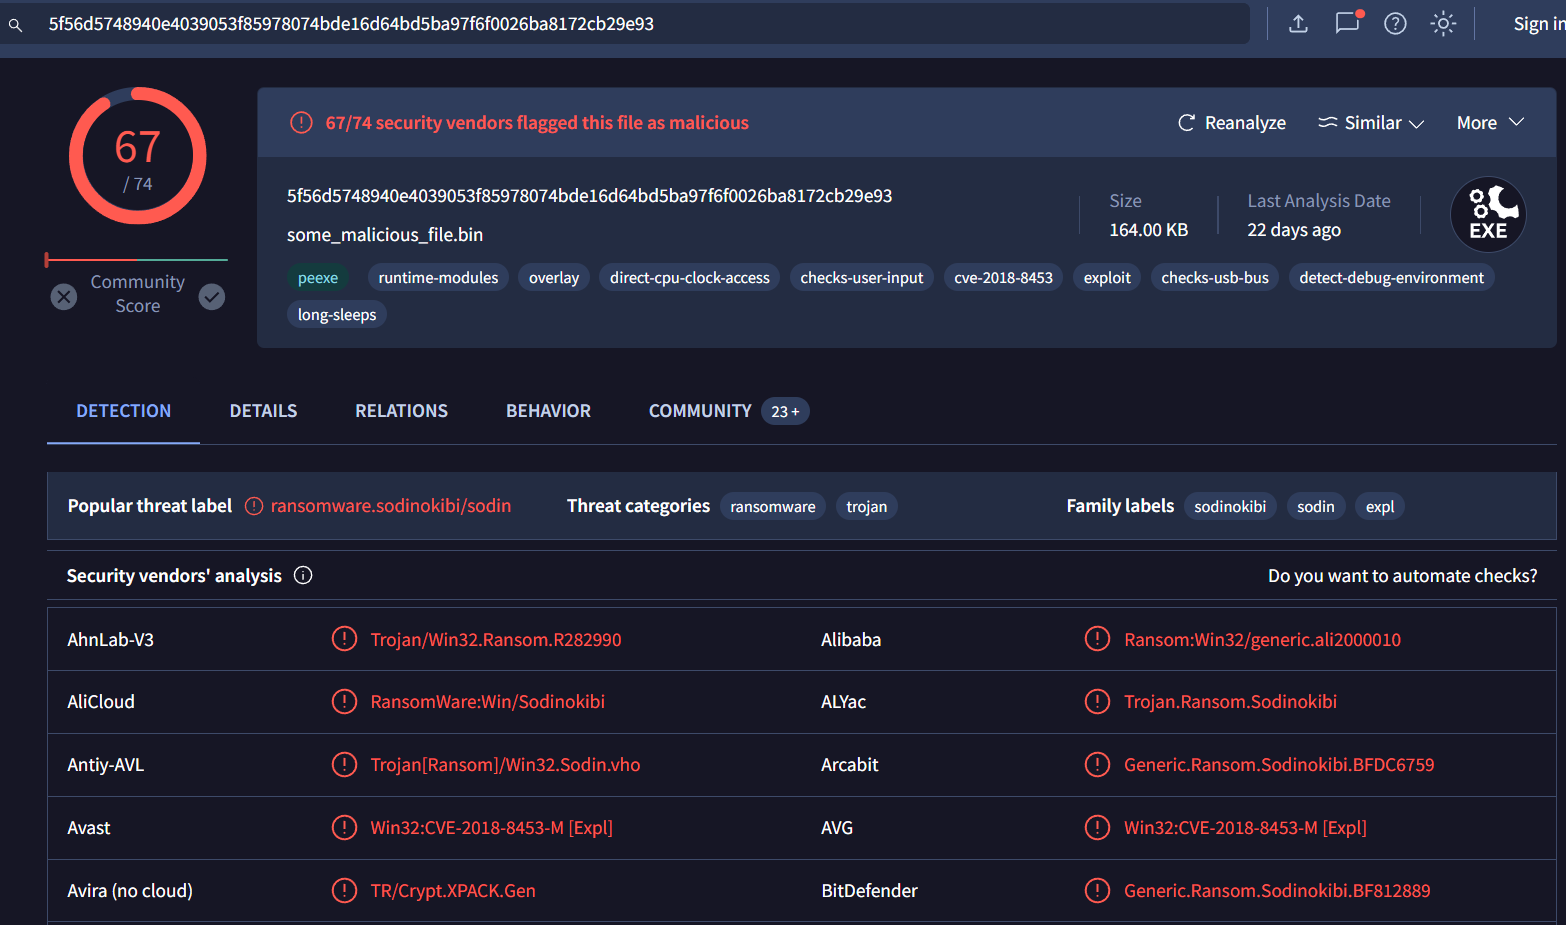 5f56d5748940e4039053f85978074bde16d64bd5ba97f6f0026ba8172cb29e93
Sign in
67
/ 74
Community
Score
67/74 security vendors flagged this file as malicious
Reanalyze
Similar
More
5f56d5748940e4039053f85978074bde16d64bd5ba97f6f0026ba8172cb29e93
some_malicious_file.bin
Size
164.00 KB
Last Analysis Date
22 days ago
EXE
peexe runtime-modules overlay direct-cpu-clock-access checks-user-input cve-2018-8453 exploit checks-usb-bus detect-debug-environment
long-sleeps
DETECTION DETAILS RELATIONS BEHAVIOR COMMUNITY 23+
Popular threat label ransomware.sodinokibi/sodin Threat categories ransomware trojan Family labels sodinokibi sodin expl
Security vendors' analysis Do you want to automate checks?
AhnLab-V3 Trojan/Win32.Ransom.R282990 Alibaba Ransom:Win32/generic.ali2000010
AliCloud RansomWare:Win/Sodinokibi ALYac Trojan.Ransom.Sodinokibi
Antiy-AVL Trojan[Ransom]/Win32.Sodin.vho Arcabit Generic.Ransom.Sodinokibi.BFDC6759
Avast Win32:CVE-2018-8453-M [Expl] AVG Win32:CVE-2018-8453-M [Expl]
Avira (no cloud) TR/Crypt.XPACK.Gen BitDefender Generic.Ransom.Sodinokibi.BF812889